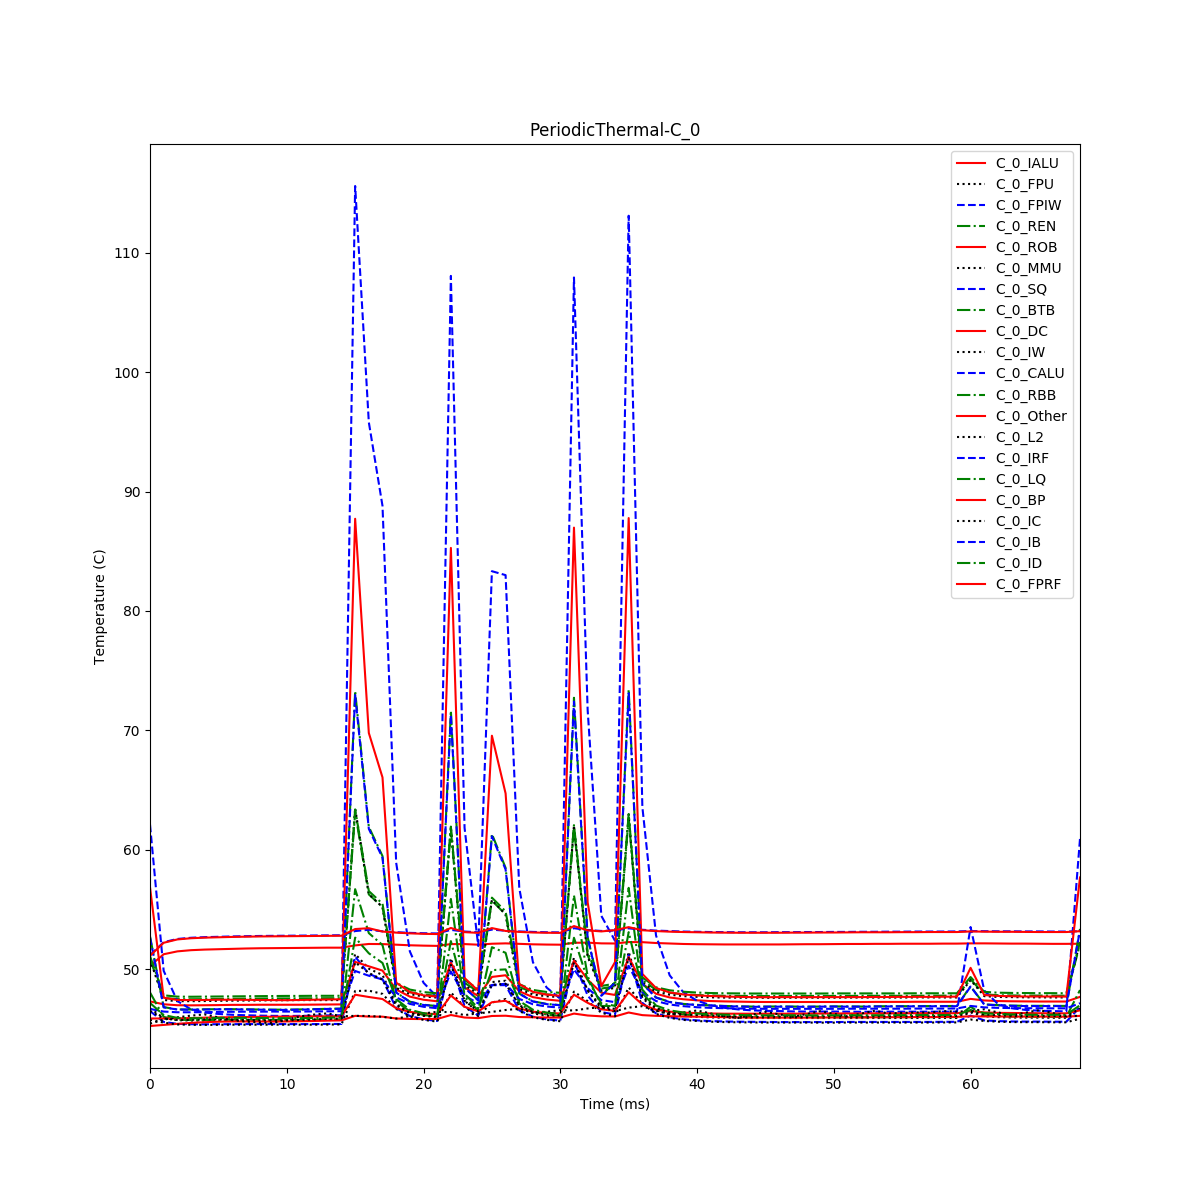 PeriodicThermal-C_0
C_0_IALU
C_0_FPU
C_0_FPIW
C_0_REN
C_0_ROB
C_0_MMU
C_0_SQ
C_0_BTB
C_0_DC
C_0_IW
C_0_CALU
C_0_RBB
C_0_Other
C_0_L2
C_0_IRF
C_0_LQ
C_0_BP
C_0_IC
C_0_IB
C_0_ID
C_0_FPRF
110
100
90
80
70
60
50
Temperature (C)
0 10 20 30 40 50 60
Time (ms)